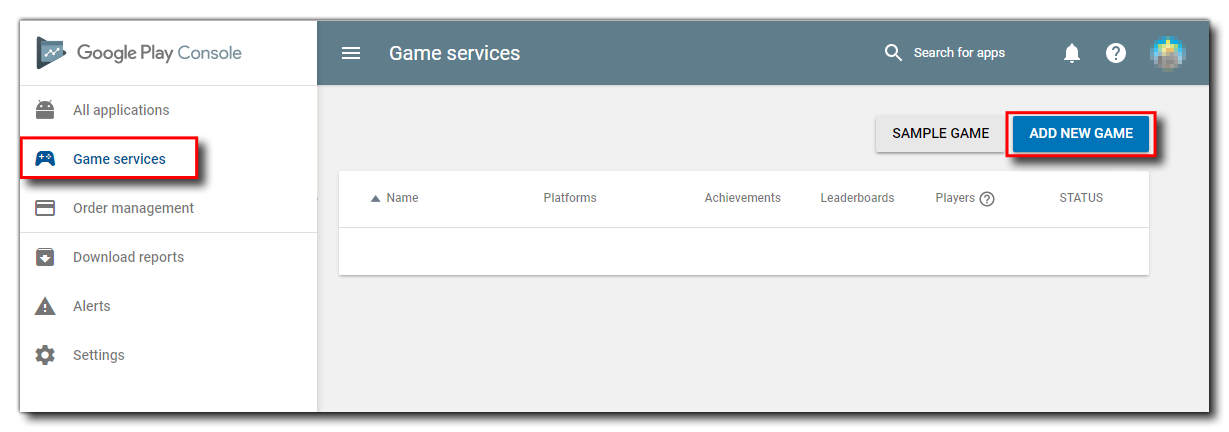 Google Play Console
Game services
Search for apps
All applications
Game services
Order management
Download reports
Alerts
Settings
SAMPLE GAME
ADD NEW GAME
Name
Platforms
Achievements
Leaderboards
Players
STATUS